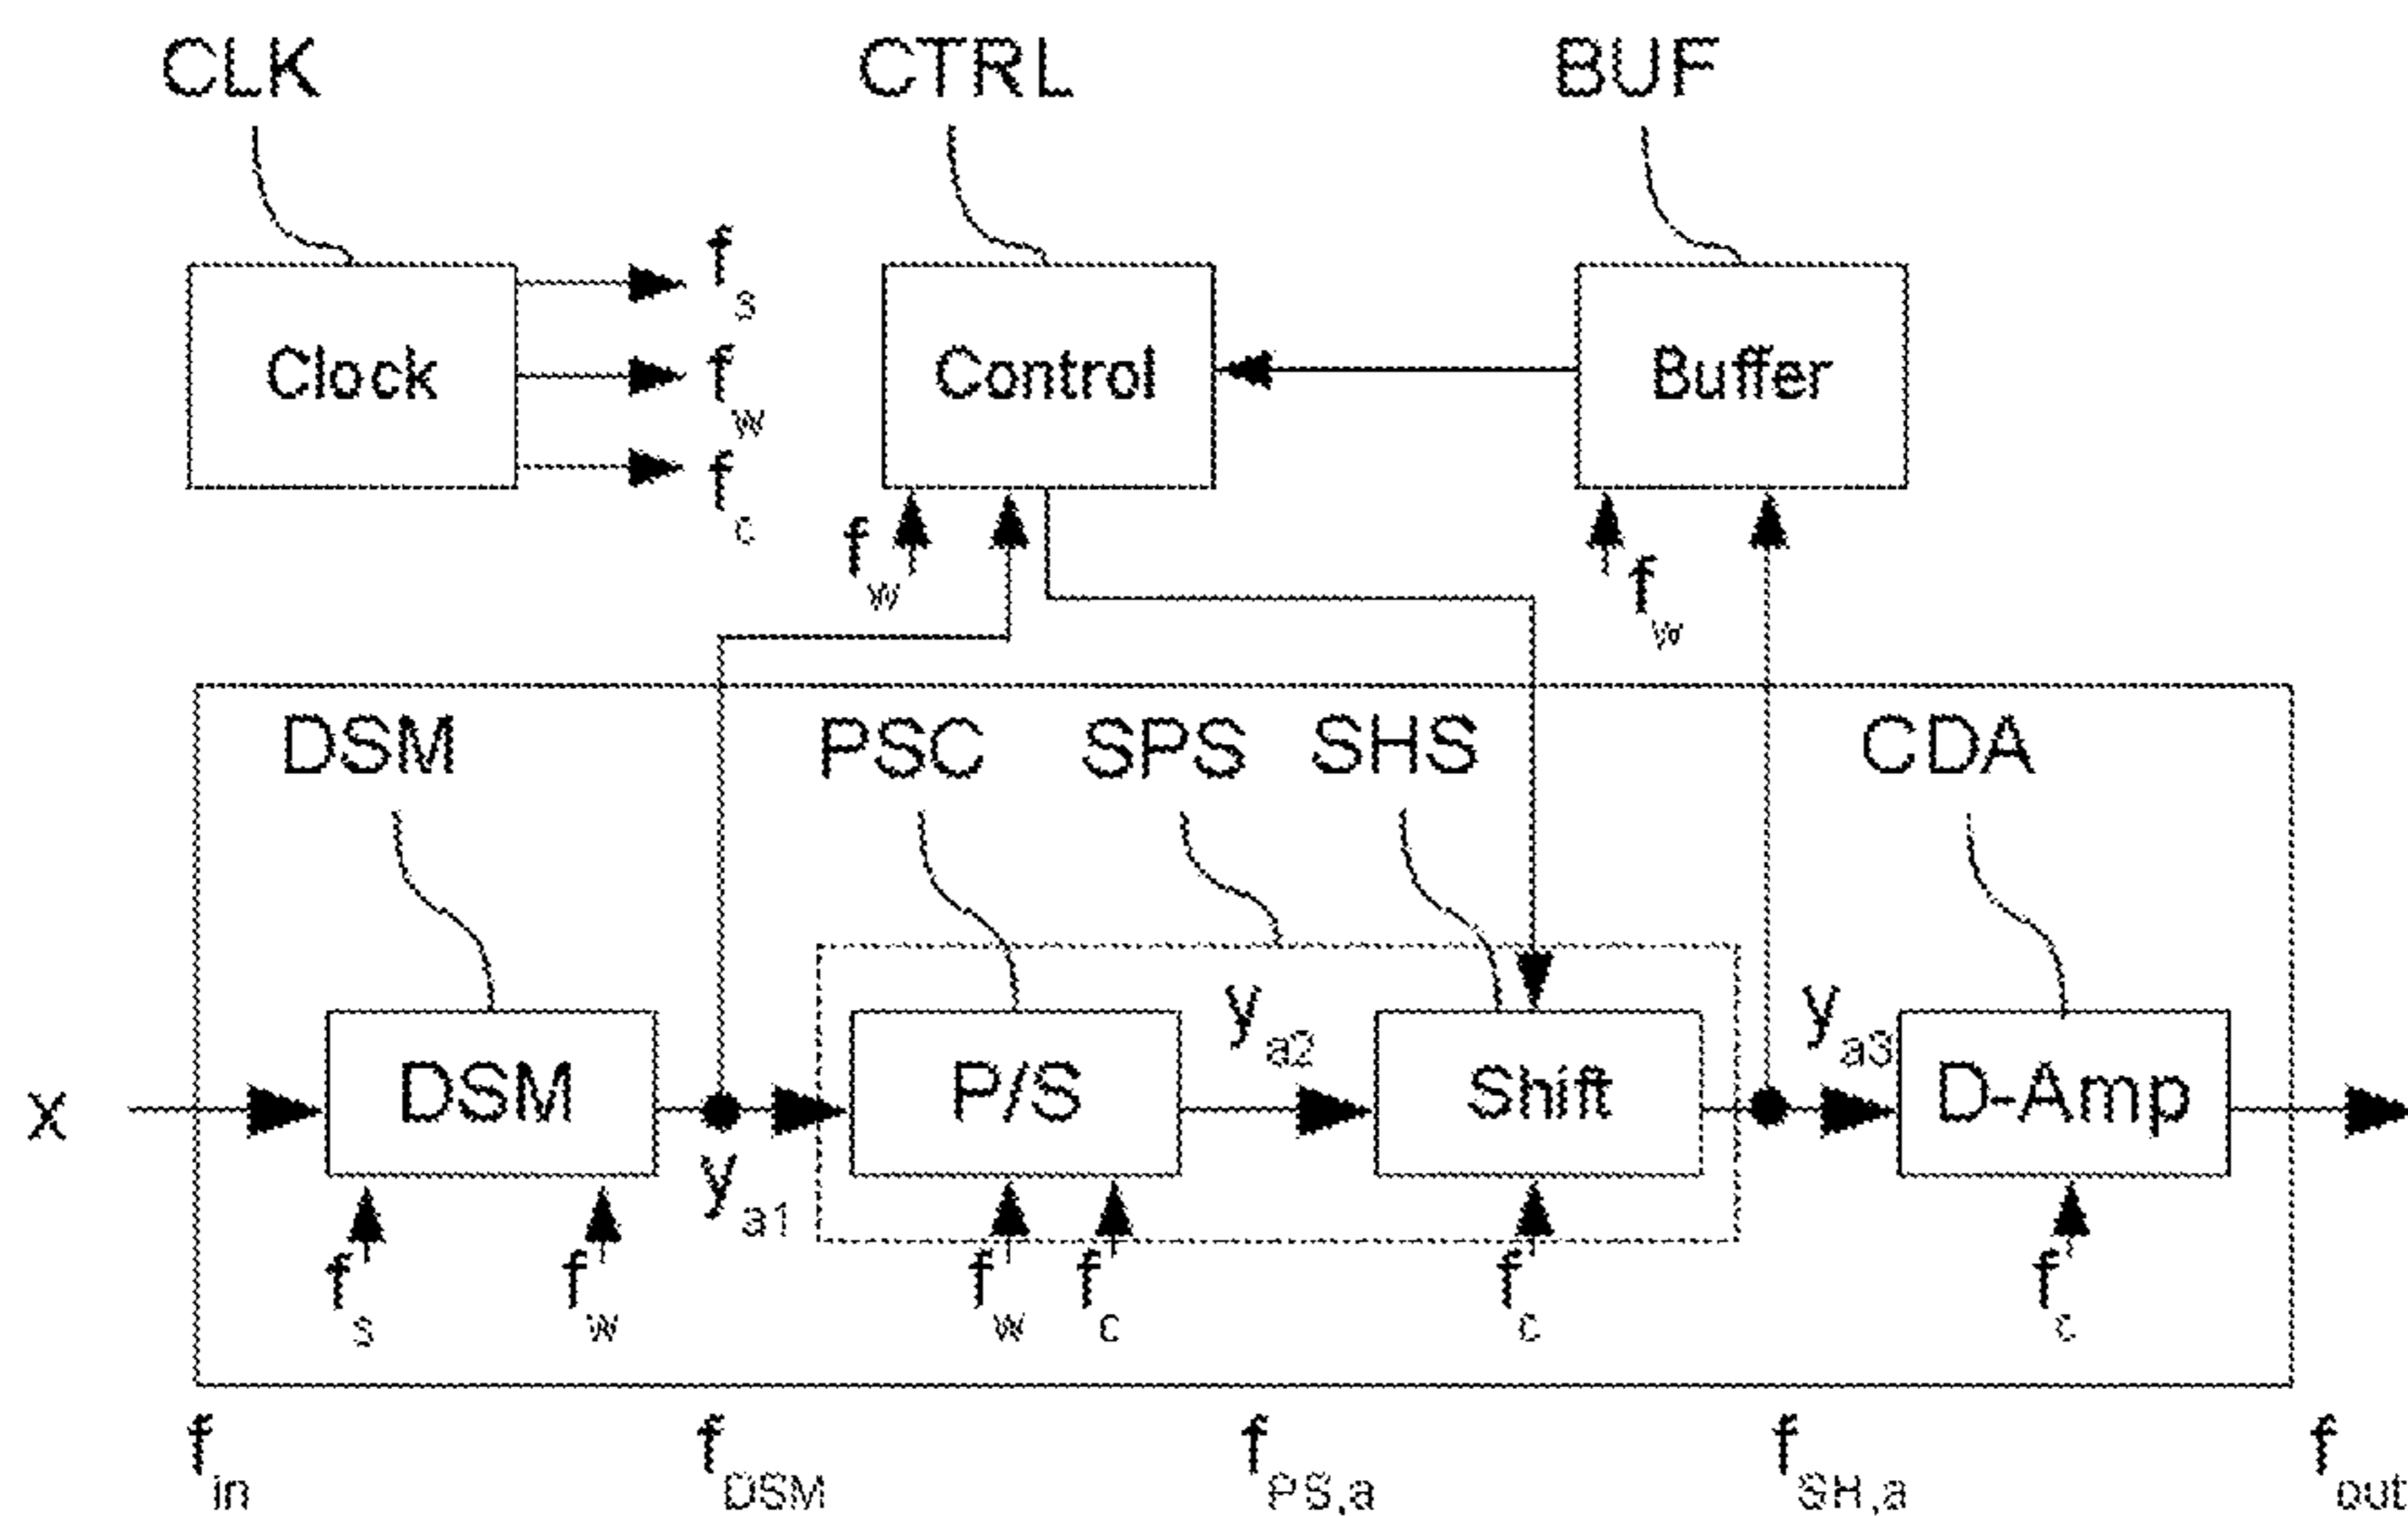 CLK CTRL BUF
f_s
Clock f_w Control Buffer
f_c
f_w f_w
DSM PSC SPS SHS CDA
y_a2 y_a3
x DSM P/S Shift D-Amp
y_a1
f_s f_w f_w f_c f_c f_c
f_in f_DSM f_PS,a f_SH,a f_out